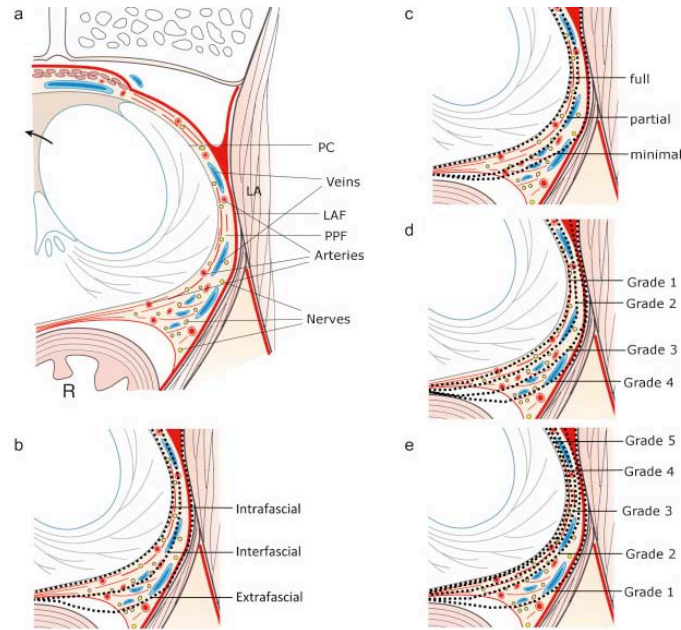 a
PC
Veins
LA
LAF
PPF
Arteries
Nerves
R
b
Intrafascial
Interfascial
Extrafascial
c
full
partial
minimal
d
Grade 1
Grade 2
Grade 3
Grade 4
e
Grade 5
Grade 4
Grade 3
Grade 2
Grade 1